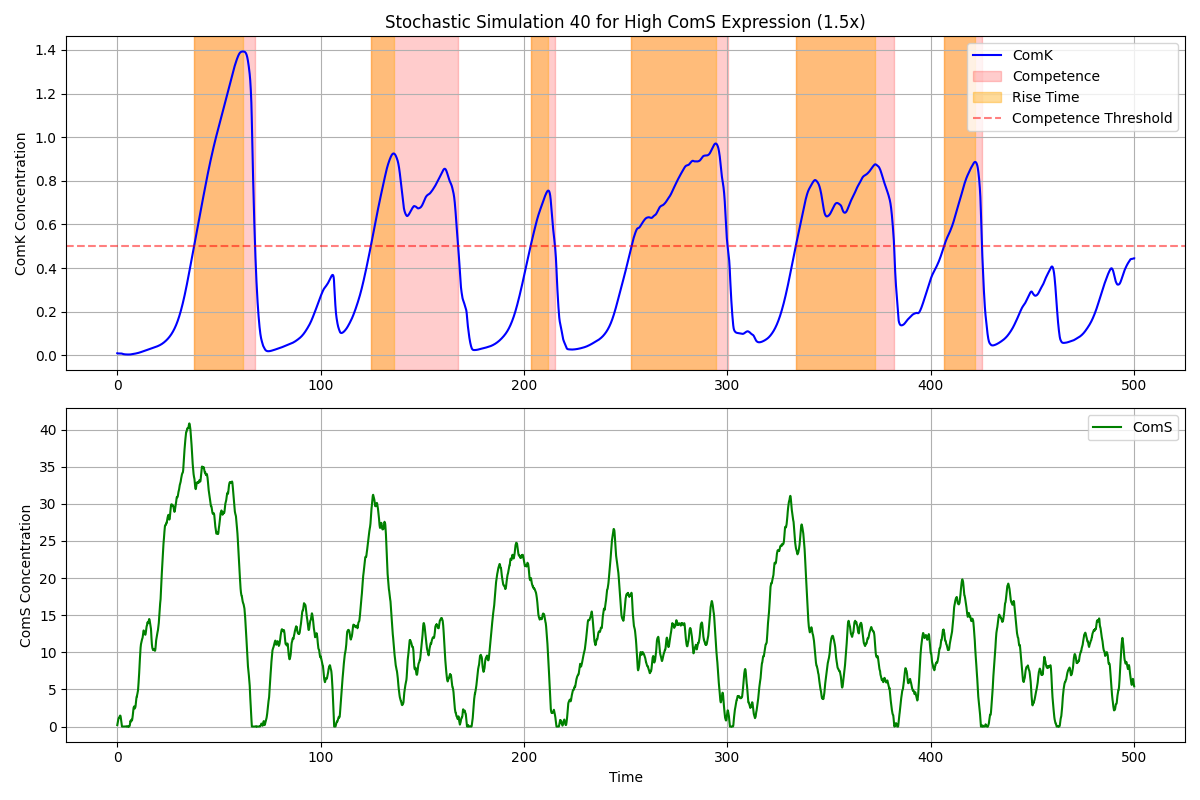 Stochastic Simulation 40 for High ComS Expression (1.5x)
ComK Concentration
1.4
1.2
1.0
0.8
0.6
0.4
0.2
0.0
ComK
Competence
Rise Time
Competence Threshold
0 100 200 300 400 500
ComS Concentration
40
35
30
25
20
15
10
5
0
ComS
0 100 200 300 400 500
Time